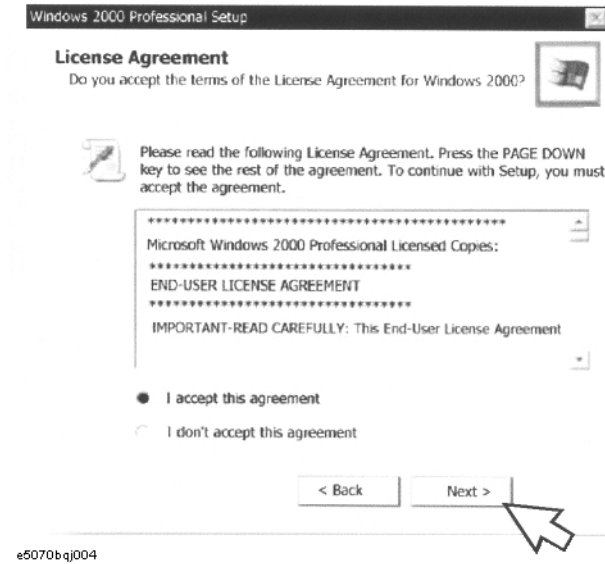 Windows 2000 Professional Setup
License Agreement
Do you accept the terms of the License Agreement for Windows 2000?
Please read the following License Agreement. Press the PAGE DOWN
key to see the rest of the agreement. To continue with Setup, you must
accept the agreement.
*********************************************
Microsoft Windows 2000 Professional Licensed Copies:
*********************************
END-USER LICENSE AGREEMENT
*********************************
IMPORTANT-READ CAREFULLY: This End-User License Agreement
I accept this agreement
I don't accept this agreement
< Back
Next >
e5070bqj004